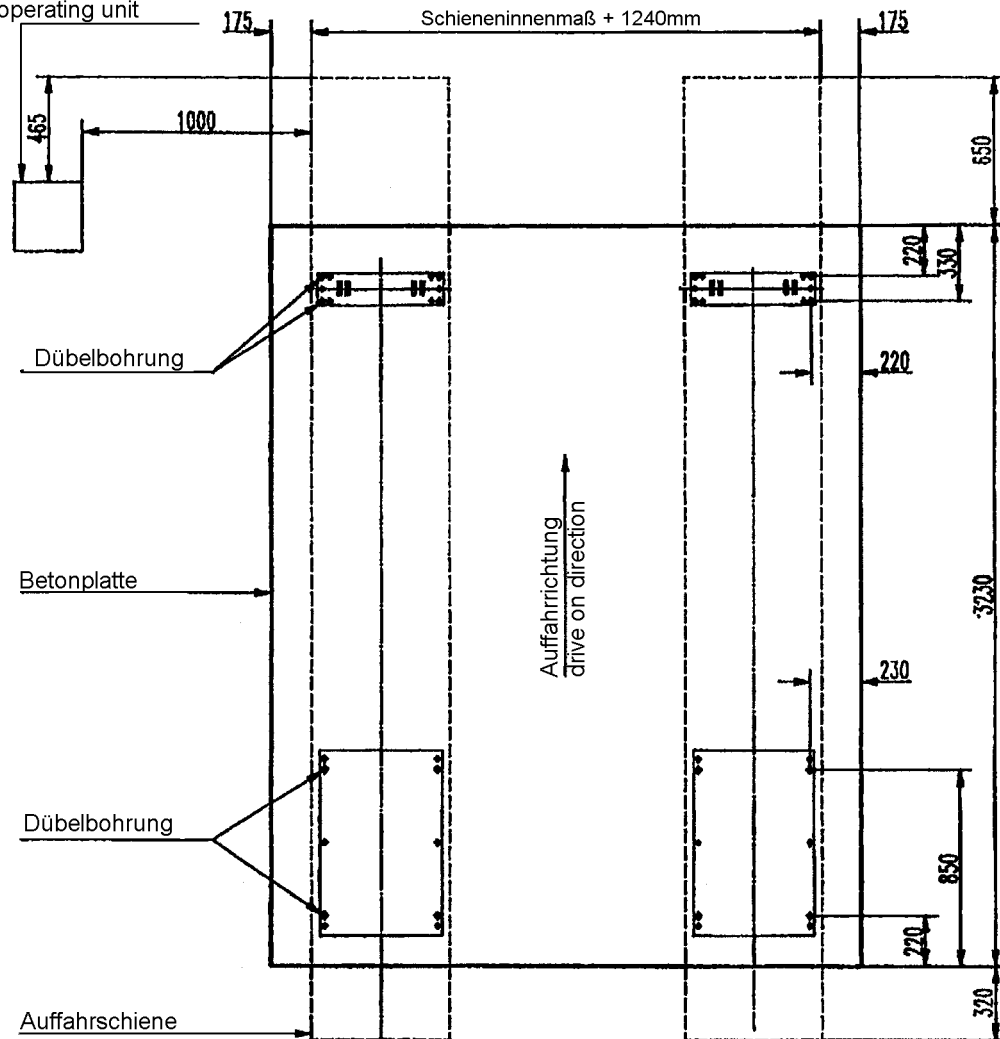 operating unit
175
Schieneninnenmaß + 1240mm
175
465
1000
650
220
330
Dübelbohrung
220
Auffahrrichtung
drive on direction
Betonplatte
3230
230
Dübelbohrung
850
220
320
Auffahrschiene